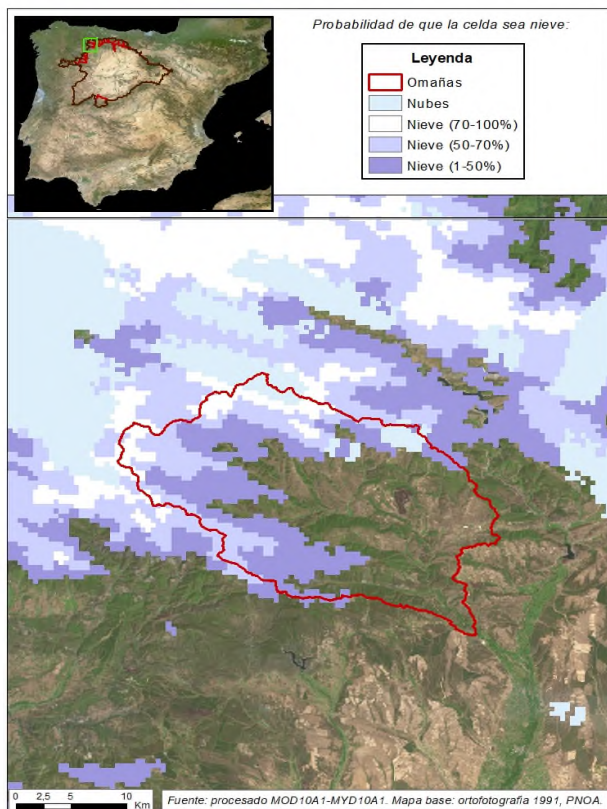 Probabilidad de que la celda sea nieve:
Leyenda
Omañas
Nubes
Nieve (70-100%)
Nieve (50-70%)
Nieve (1-50%)
0 2,5 5 10
Km
Fuente: procesado MOD10A1-MYD10A1. Mapa base: ortototografia 1991, PNOA